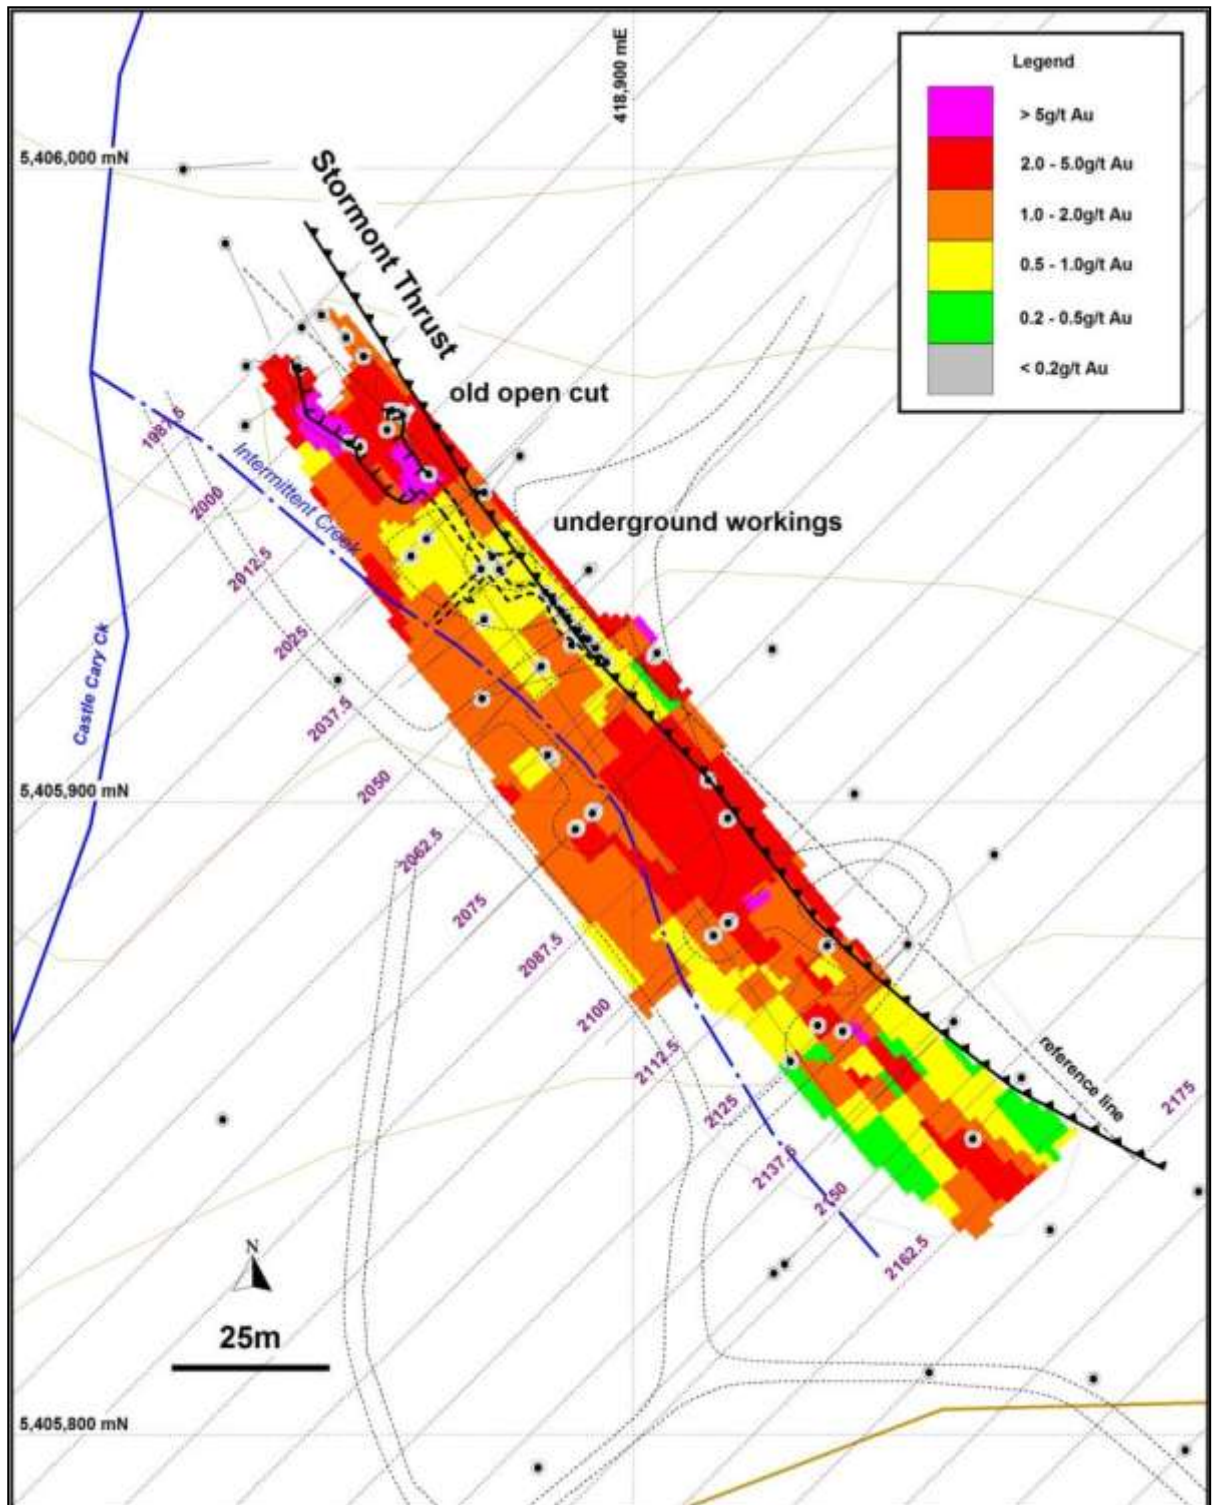 418,900 mE
Legend
> 5g/t Au
2.0 - 5.0g/t Au
1.0 - 2.0g/t Au
0.5 - 1.0g/t Au
0.2 - 0.5g/t Au
< 0.2g/t Au
5,406,000 mN
Stormont Thrust
old open cut
1987.5
Intermittent Creek
2000
underground workings
2012.5
2025
Castle Cary Ck
2037.5
2050
5,405,900 mN
2062.5
2075
2087.5
2100
2112.5
reference line
2125
2175
2137.5
2150
2162.5
N
25m
5,405,800 mN